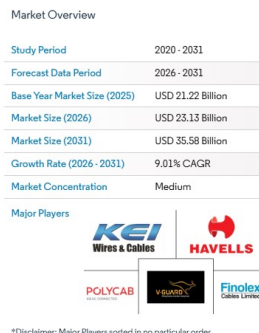 Market Overview
Study Period 2020 - 2031
Forecast Data Period 2026 - 2031
Base Year Market Size (2025) USD 21.22 Billion
Market Size (2026) USD 23.13 Billion
Market Size (2031) USD 35.58 Billion
Growth Rate (2026 - 2031) 9.01% CAGR
Market Concentration Medium
Major Players
KEI
Wires & Cables
HAVELLS
POLYCAB
V-GUARD
Finolex
Cables Limited
*Disclaimer: Major Players sorted in no particular order